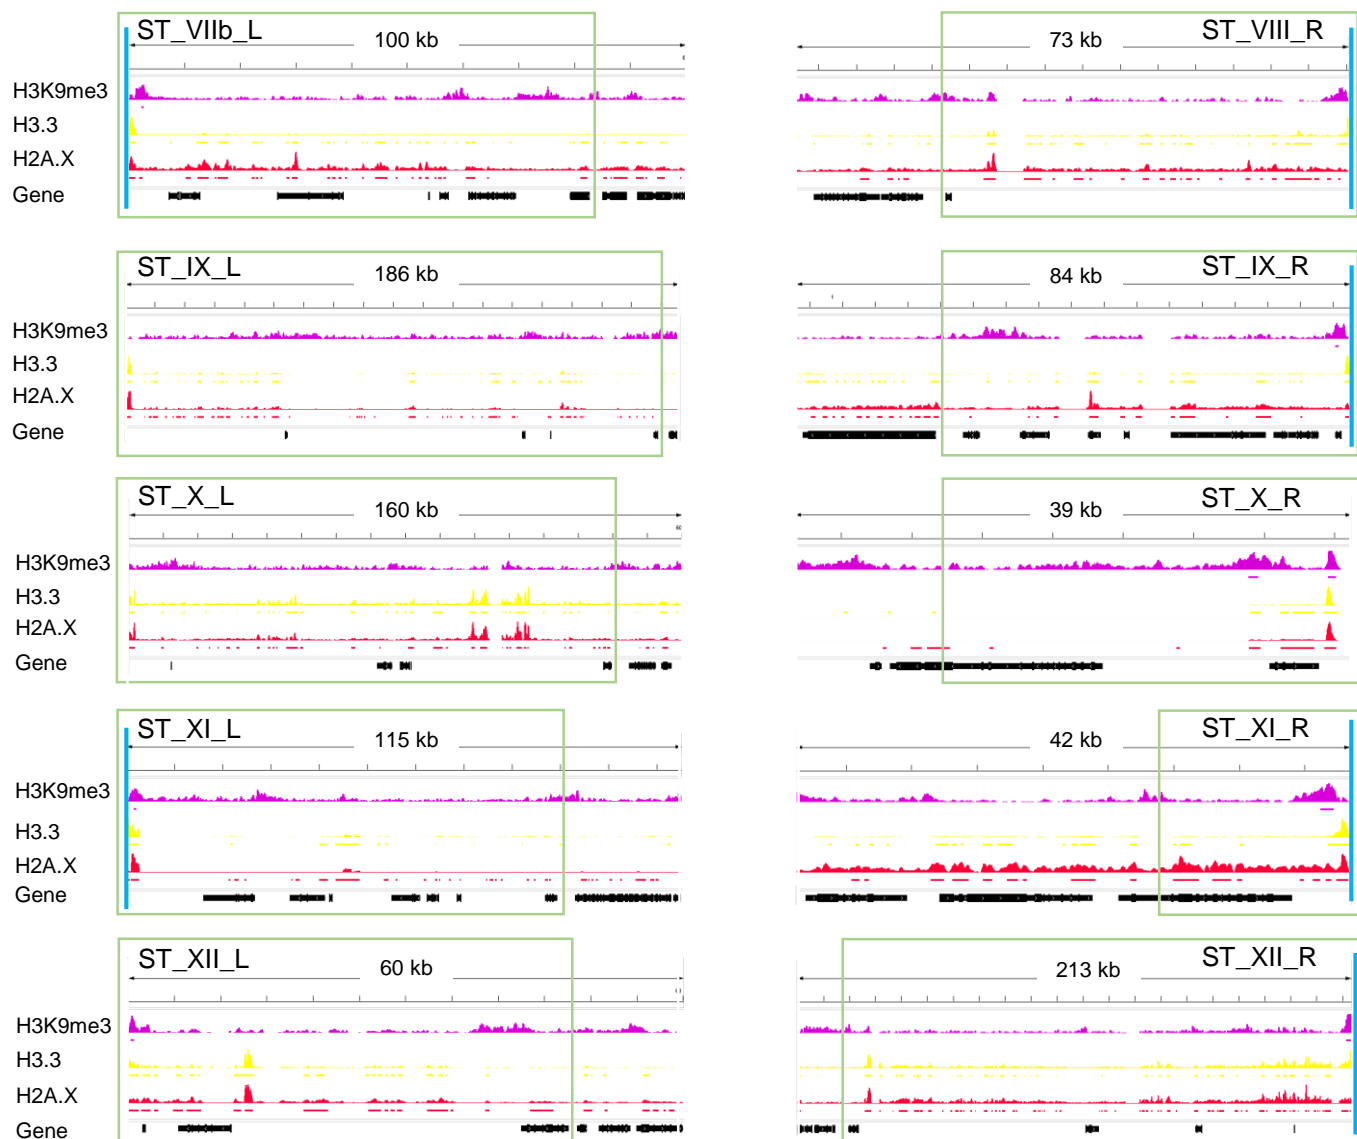 ST_VIIb_L
100 kb
H3K9me3
H3.3
H2A.X
Gene
ST_VIII_R
73 kb
ST_IX_L
186 kb
H3K9me3
H3.3
H2A.X
Gene
ST_IX_R
84 kb
ST_X_L
160 kb
H3K9me3
H3.3
H2A.X
Gene
ST_X_R
39 kb
ST_XI_L
115 kb
H3K9me3
H3.3
H2A.X
Gene
ST_XI_R
42 kb
ST_XII_L
60 kb
H3K9me3
H3.3
H2A.X
Gene
ST_XII_R
213 kb